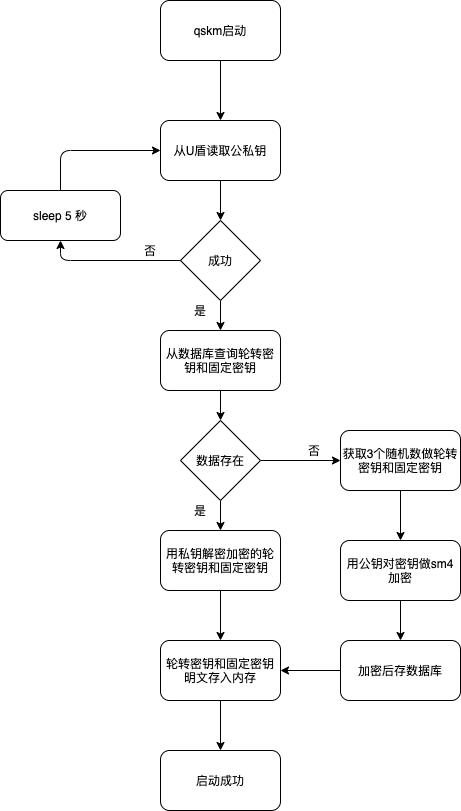 qskm启动
从U盾读取公私钥
sleep 5 秒
否
成功
是
从数据库查询轮转密
钥和固定密钥
数据存在
否
获取3个随机数做轮转
密钥和固定密钥
是
用私钥解密加密的轮
转密钥和固定密钥
用公钥对密钥做sm4
加密
轮转密钥和固定密钥
明文存入内存
加密后存数据库
启动成功